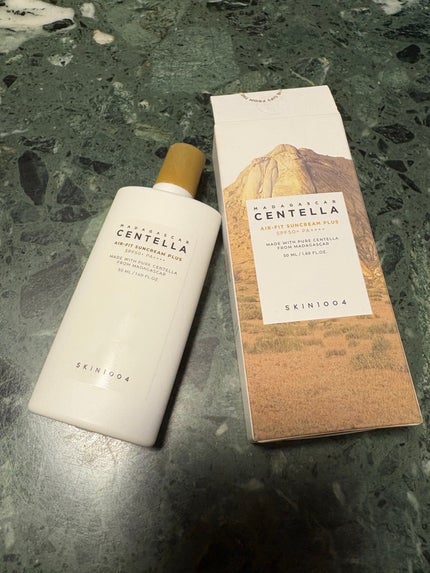 MADAGASCAR
CENTELLA
AIR-FIT SUNCREAM PLUS
SPF50+ PA++++
MADE WITH PURE CENTELLA
FROM MADAGASCAR
50 ML / 1.69 FL.OZ
SKIN1004
MADAGASCAR
CENTELLA
AIR-FIT SUNCREAM PLUS
SPF50+ PA++++
MADE WITH PURE CENTELLA
FROM MADAGASCAR
50 ML / 1.69 FL.OZ.
SKIN1004